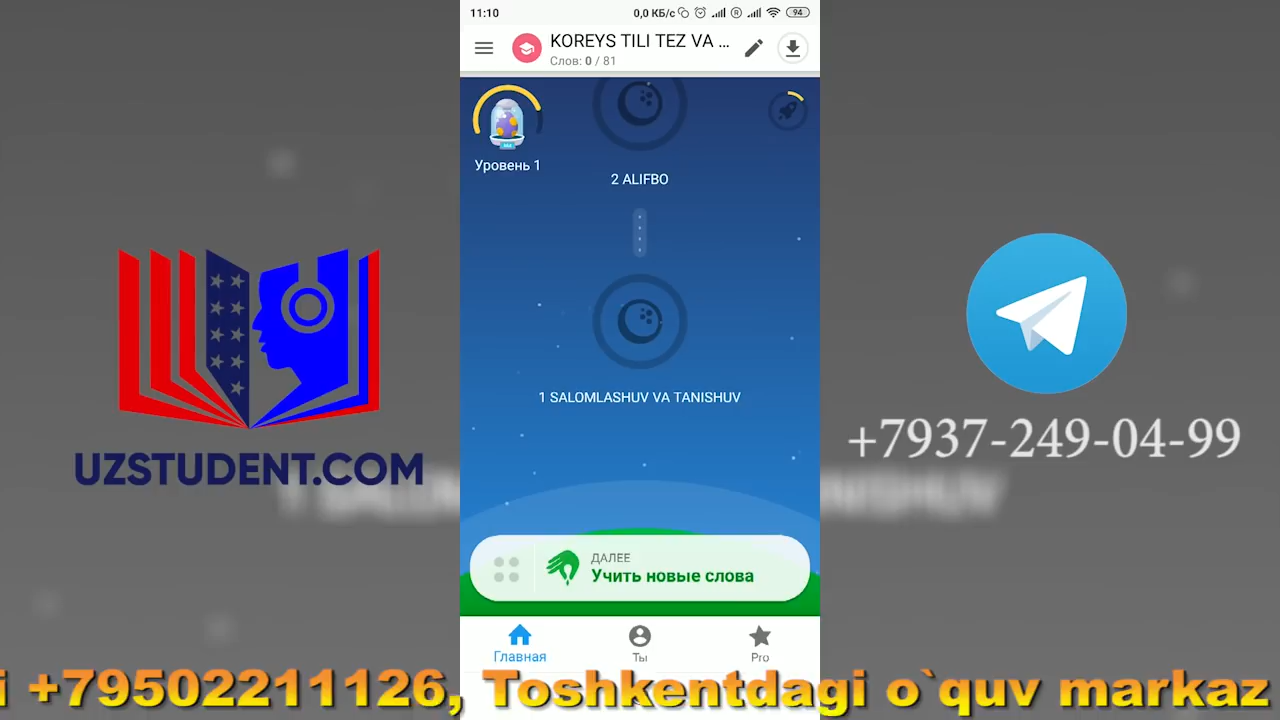 11:10
0,0 КБ/с
94
KOREYS TILI TEZ VA ...
Слов: 0 / 81
Уровень 1
2 ALIFBO
1 SALOMLASHUV VA TANISHUV
UZSTUDENT.COM
+7937-249-04-99
ДАЛЕЕ
Учить новые слова
Главная
Ты
Pro
i +79502211126, Toshkentdagi o`quv markaz